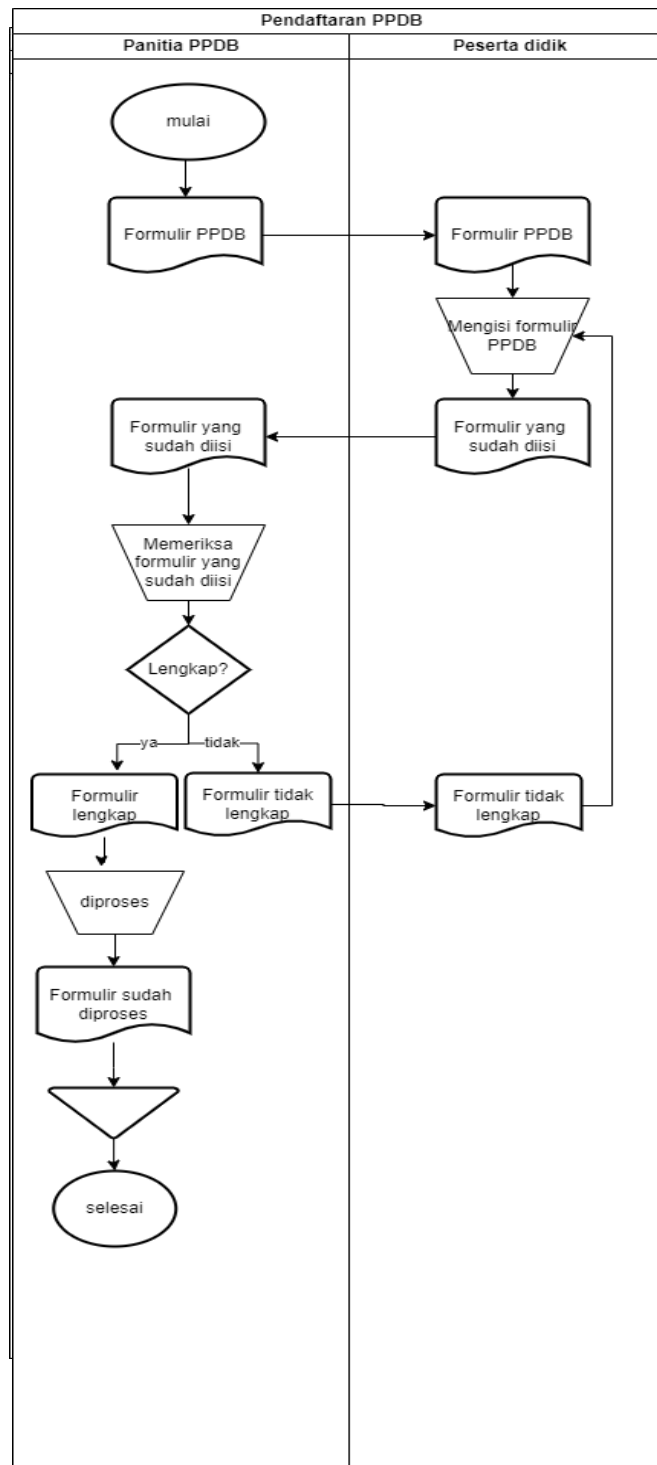 Pendaftaran PPDB
Panitia PPDB
Peserta didik
mulai
Formulir PPDB
Formulir PPDB
Mengisi formulir
PPDB
Formulir yang
sudah diisi
Formulir yang
sudah diisi
Memeriksa
formulir yang
sudah diisi
Lengkap?
ya
tidak
Formulir
lengkap
Formulir tidak
lengkap
Formulir tidak
lengkap
diproses
Formulir sudah
diproses
selesai